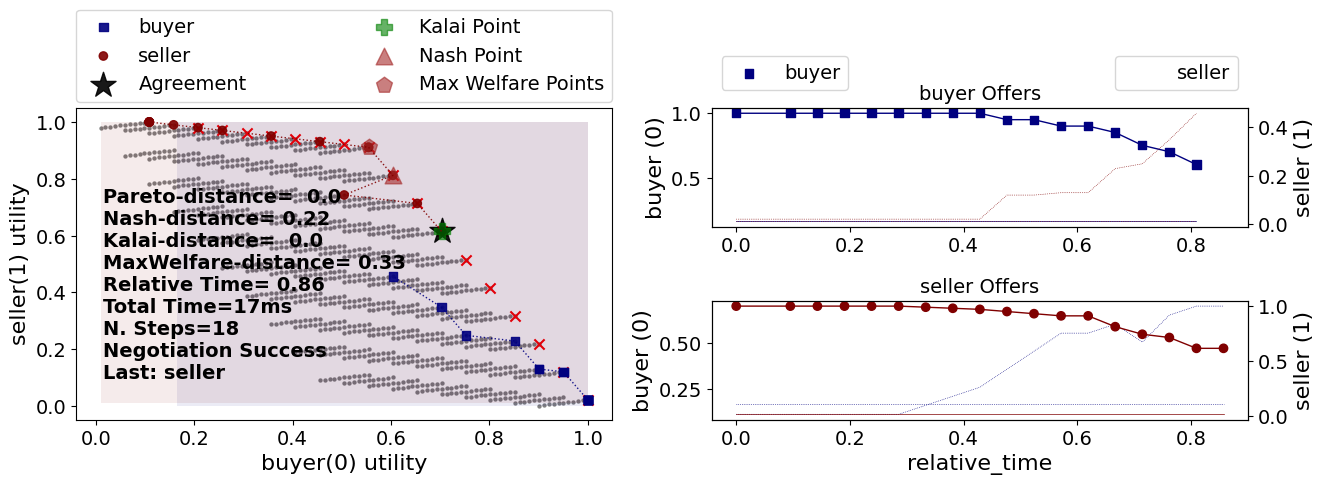 buyer
seller
Agreement
Kalai Point
Nash Point
Max Welfare Points
1.0
0.8
0.6
0.4
0.2
0.0
seller(1) utility
Pareto-distance= 0.0
Nash-distance= 0.22
Kalai-distance= 0.0
MaxWelfare-distance= 0.33
Relative Time= 0.86
Total Time=17ms
N. Steps=18
Negotiation Success
Last: seller
0.0 0.2 0.4 0.6 0.8 1.0
buyer(0) utility
buyer
seller
buyer Offers
buyer (0)
1.0
0.5
0.4
0.2
0.0
seller (1)
0.0 0.2 0.4 0.6 0.8
seller Offers
buyer (0)
0.50
0.25
1.0
0.5
0.0
seller (1)
0.0 0.2 0.4 0.6 0.8
relative_time